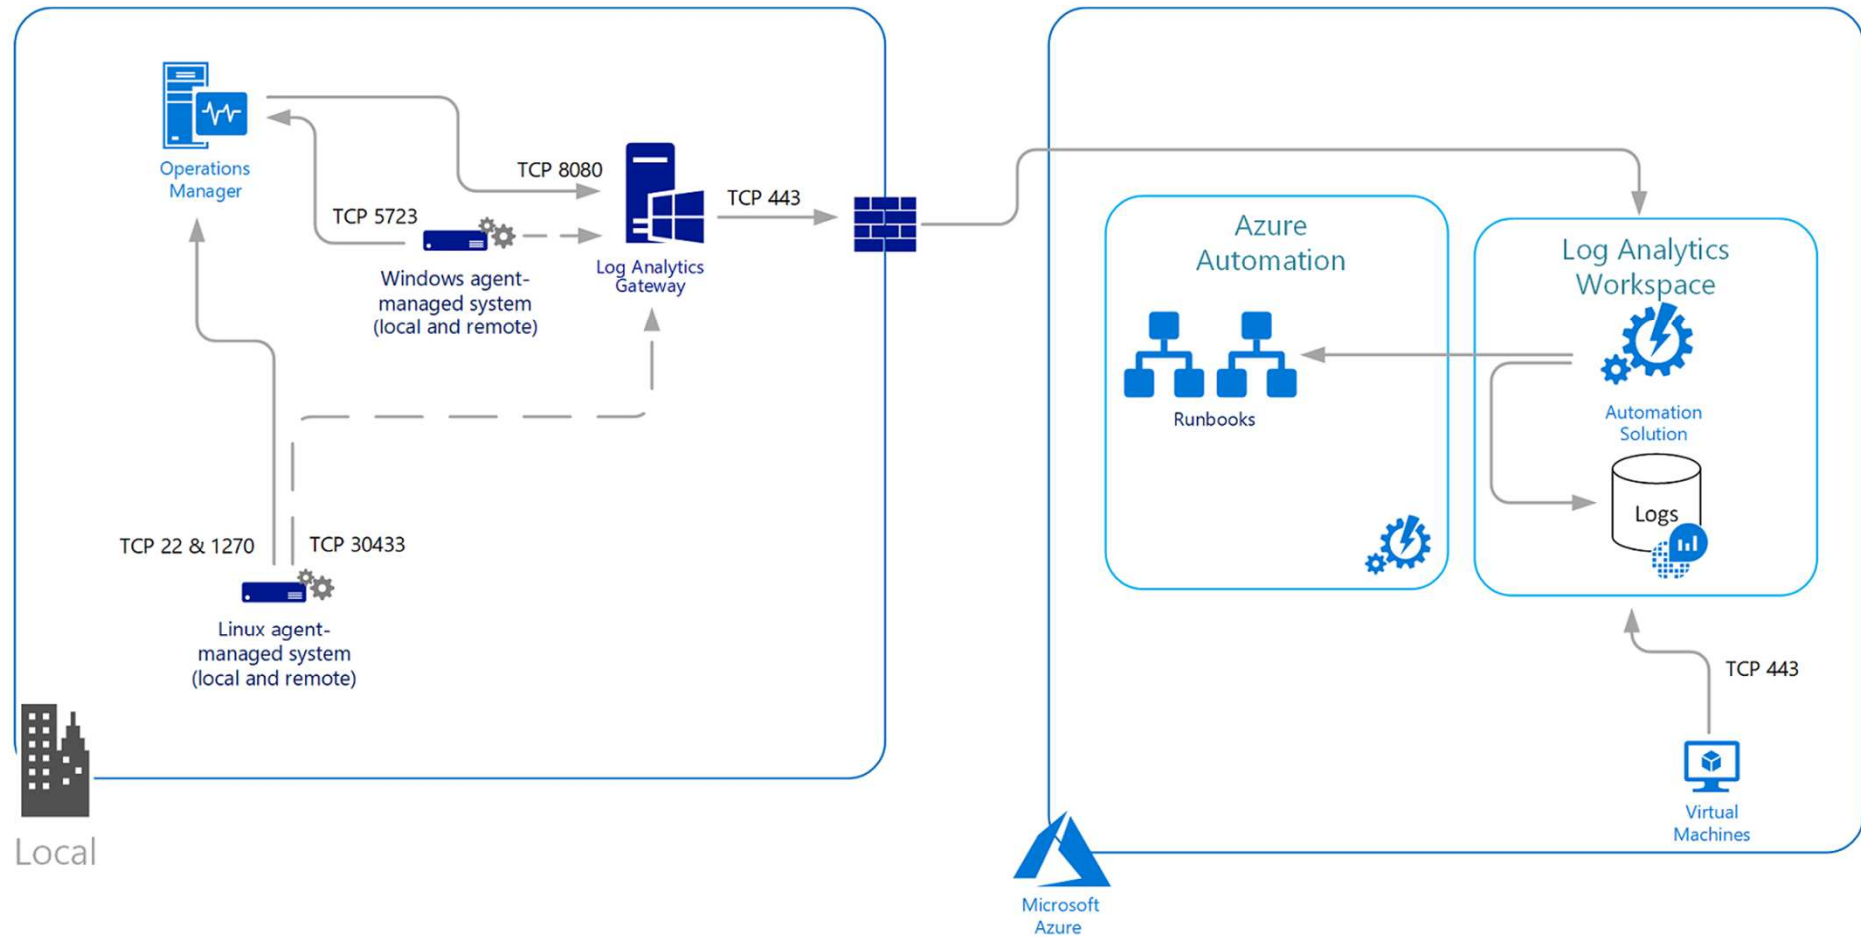 Operations
Manager
TCP 8080
TCP 5723
TCP 443
Windows agent-
managed system
(local and remote)
Log Analytics
Gateway
TCP 22 & 1270
TCP 30433
Linux agent-
managed system
(local and remote)
Local
Azure
Automation
Runbooks
Log Analytics
Workspace
Automation
Solution
Logs
TCP 443
Virtual
Machines
Microsoft
Azure